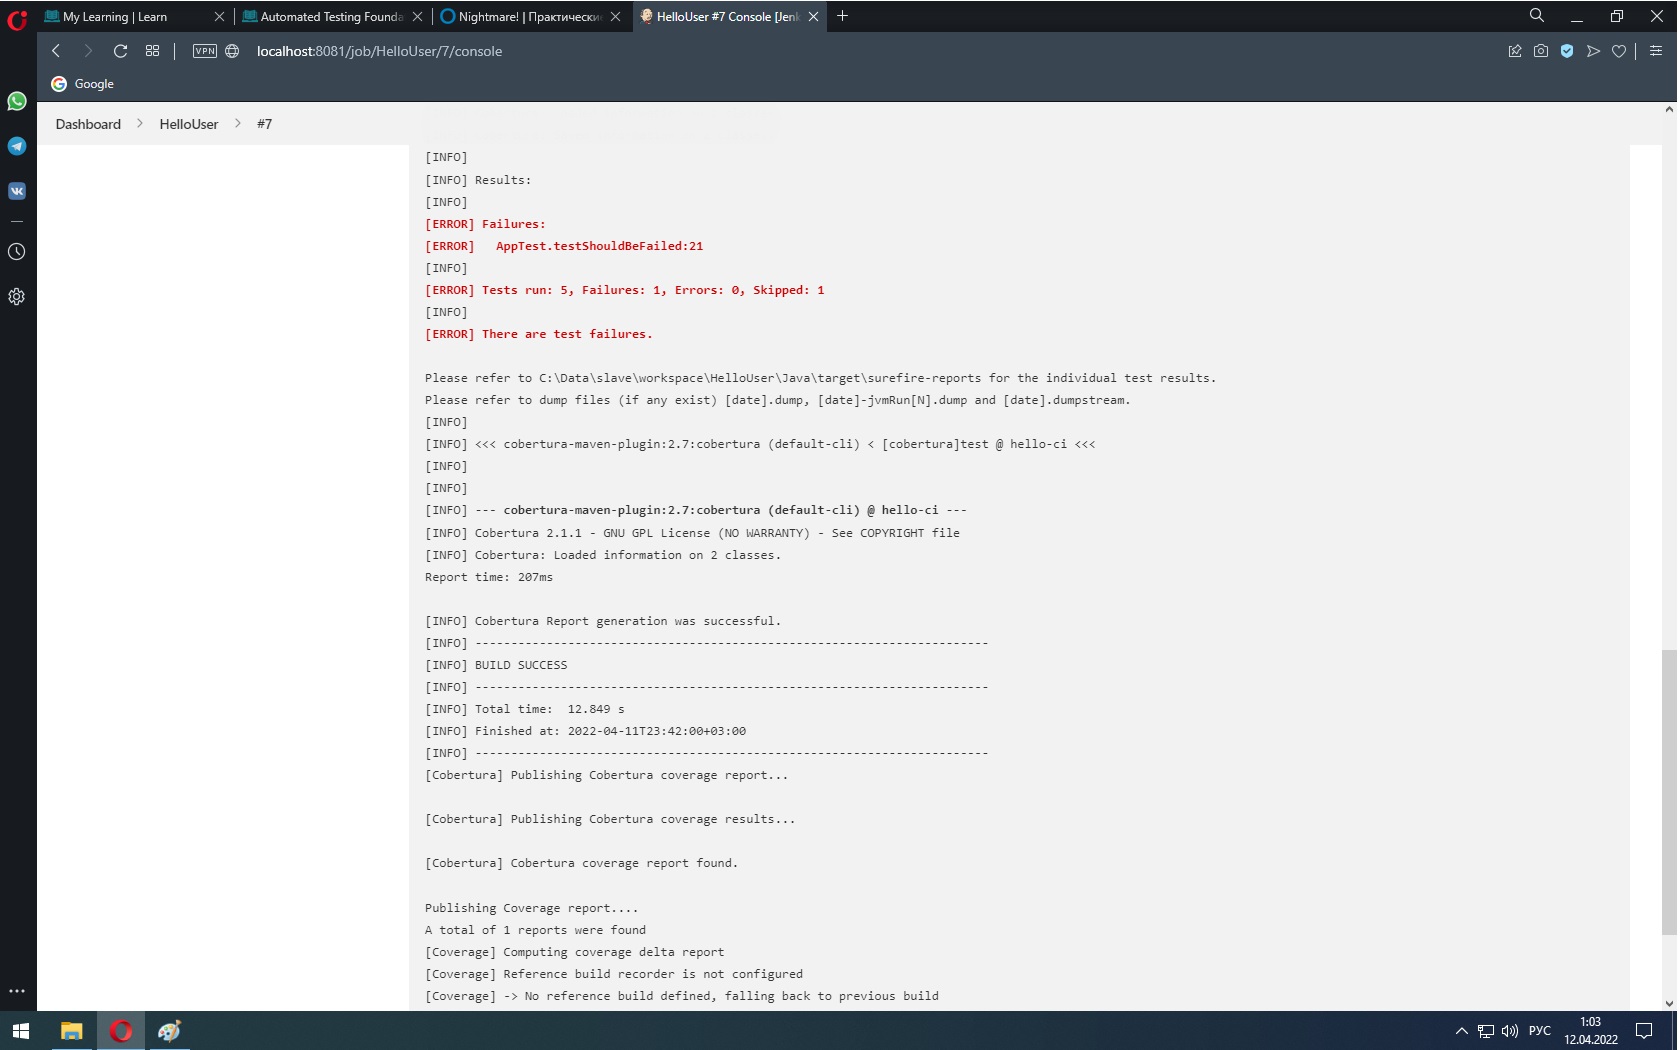 My Learning | Learn
Automated Testing Founda
Nightmare! | Практические
HelloUser #7 Console [Jenk
VPN
localhost:8081/job/HelloUser/7/console
Google
Dashboard
HelloUser
#7
[INFO]
[INFO] Results:
[INFO]
[ERROR] Failures:
[ERROR]   AppTest.testShouldBeFailed:21
[INFO]
[ERROR] Tests run: 5, Failures: 1, Errors: 0, Skipped: 1
[INFO]
[ERROR] There are test failures.
Please refer to C:\Data\slave\workspace\HelloUser\Java\target\surefire-reports for the individual test results.
Please refer to dump files (if any exist) [date].dump, [date]-jvmRun[N].dump and [date].dumpstream.
[INFO]
[INFO] <<< cobertura-maven-plugin:2.7:cobertura (default-cli) < [cobertura]test @ hello-ci <<<
[INFO]
[INFO]
[INFO] --- cobertura-maven-plugin:2.7:cobertura (default-cli) @ hello-ci ---
[INFO] Cobertura 2.1.1 - GNU GPL License (NO WARRANTY) - See COPYRIGHT file
[INFO] Cobertura: Loaded information on 2 classes.
Report time: 207ms
[INFO] Cobertura Report generation was successful.
[INFO] ------------------------------------------------------------------------
[INFO] BUILD SUCCESS
[INFO] ------------------------------------------------------------------------
[INFO] Total time:  12.849 s
[INFO] Finished at: 2022-04-11T23:42:00+03:00
[INFO] ------------------------------------------------------------------------
[Cobertura] Publishing Cobertura coverage report...
[Cobertura] Publishing Cobertura coverage results...
[Cobertura] Cobertura coverage report found.
Publishing Coverage report....
A total of 1 reports were found
[Coverage] Computing coverage delta report
[Coverage] Reference build recorder is not configured
[Coverage] -> No reference build defined, falling back to previous build
РУС
1:03
12.04.2022